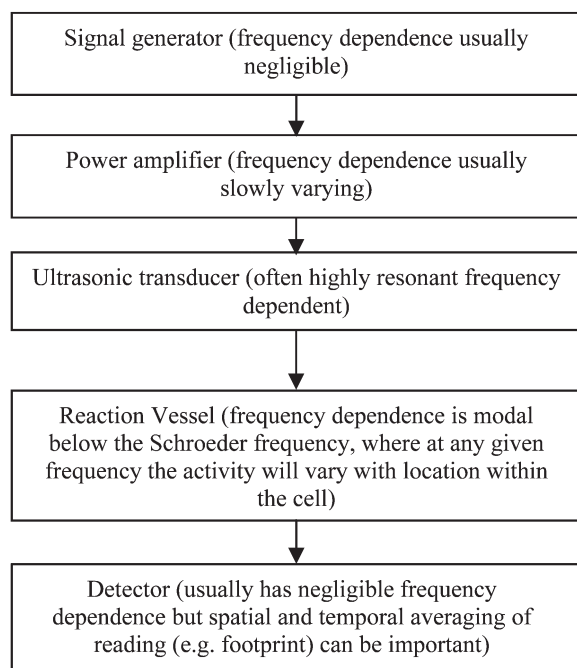 Signal generator (frequency dependence usually
negligible)
Power amplifier (frequency dependence usually
slowly varying)
Ultrasonic transducer (often highly resonant frequency
dependent)
Reaction Vessel (frequency dependence is modal
below the Schroeder frequency, where at any given
frequency the activity will vary with location within
the cell)
Detector (usually has negligible frequency
dependence but spatial and temporal averaging of
reading (e.g. footprint) can be important)